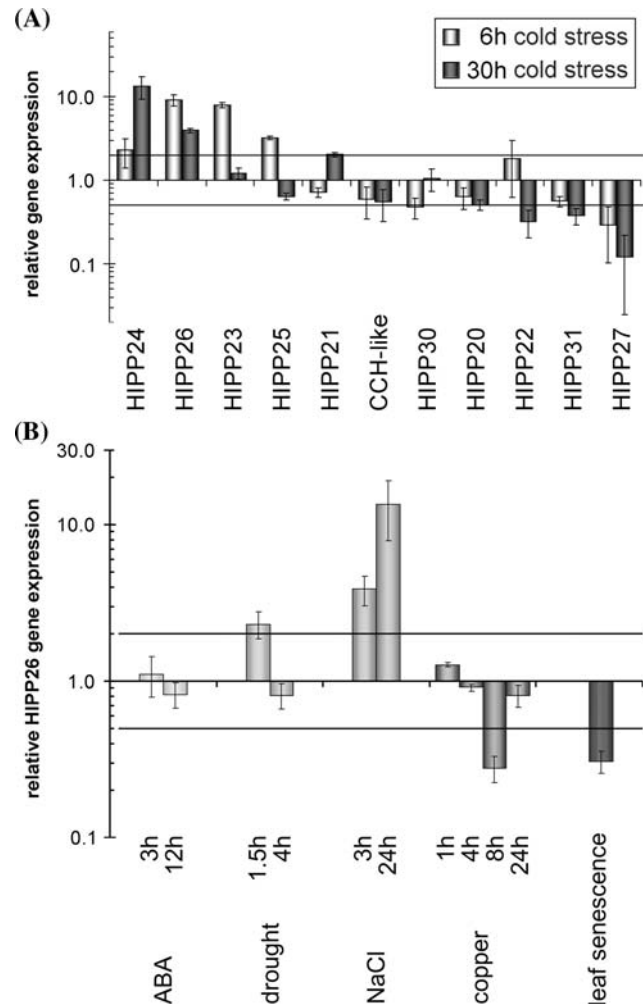 (A)
6h cold stress
30h cold stress
relative gene expression
10.0
1.0
0.1
HIPP24
HIPP26
HIPP23
HIPP25
HIPP21
CCH-like
HIPP30
HIPP20
HIPP22
HIPP31
HIPP27
(B)
relative HIPP26 gene expression
30.0
10.0
1.0
0.1
3h
12h
1.5h
4h
3h
24h
1h
4h
8h
24h
ABA
drought
NaCl
copper
leaf senescence